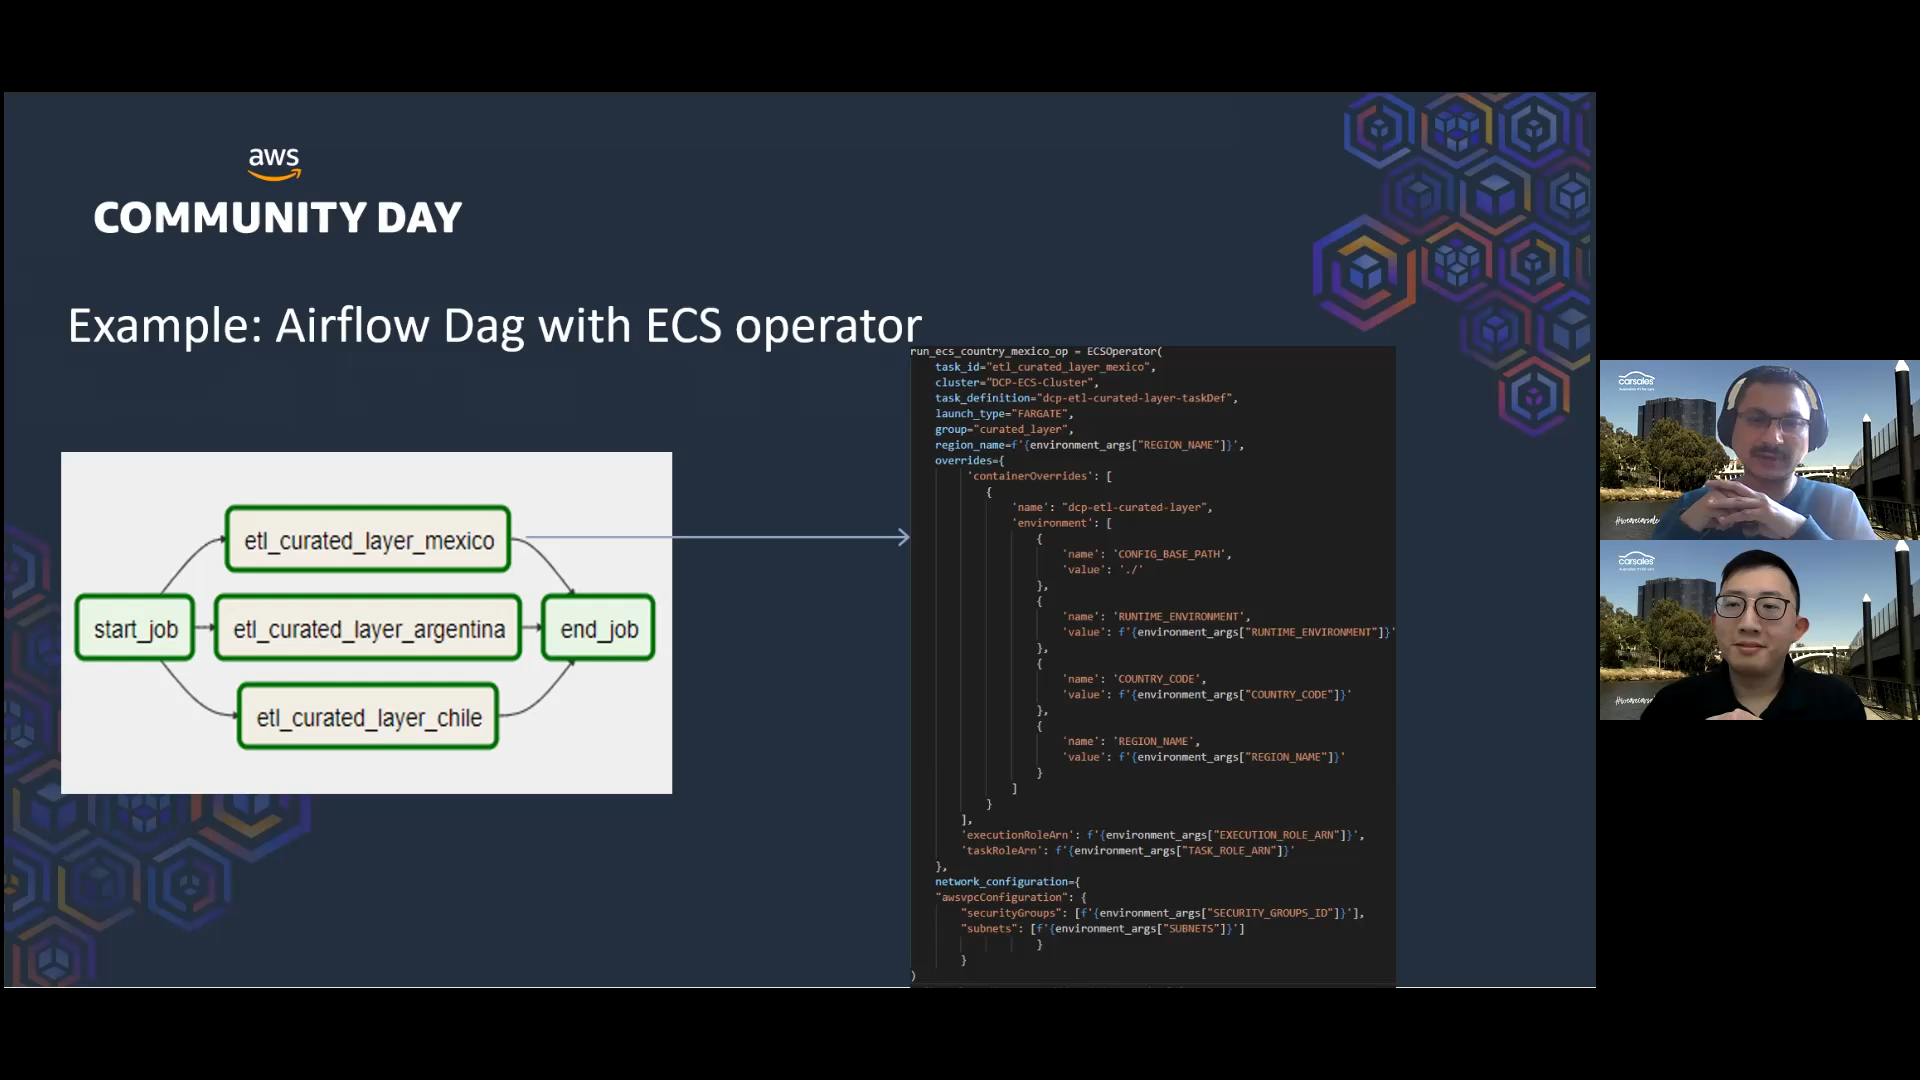 aws
COMMUNITY DAY
Example: Airflow Dag with ECS operator
etl_curated_layer_mexico
start_job
etl_curated_layer_argentina
end_job
etl_curated_layer_chile
run_ecs_country_mexico_op = ECSOperator(
task_id="etl_curated_layer_mexico",
cluster="DCP-ECS-Cluster",
task_definition="dcp-etl-curated-layer-taskDef",
launch_type="FARGATE",
group="curated_layer",
region_name=f'{environment_args["REGION_NAME"]}',
overrides={
'containerOverrides': [
{
'name': "dcp-etl-curated-layer",
'environment': [
{
'name': 'CONFIG_BASE_PATH',
'value': './'
},
{
'name': 'RUNTIME_ENVIRONMENT',
'value': f'{environment_args["RUNTIME_ENVIRONMENT"]}'
},
{
'name': 'COUNTRY_CODE',
'value': f'{environment_args["COUNTRY_CODE"]}'
},
{
'name': 'REGION_NAME',
'value': f'{environment_args["REGION_NAME"]}'
}
]
}
],
'executionRoleArn': f'{environment_args["EXECUTION_ROLE_ARN"]}',
'taskRoleArn': f'{environment_args["TASK_ROLE_ARN"]}'
},
network_configuration={
"awsvpcConfiguration": {
"securityGroups": [f'{environment_args["SECURITY_GROUPS_ID"]}'],
"subnets": [f'{environment_args["SUBNETS"]}']
}
}
)
carsales
carsales